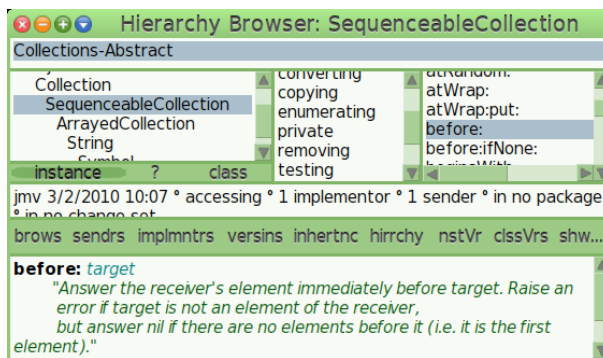 Hierarchy Browser: SequenceableCollection
Collections-Abstract
Collection
SequenceableCollection
ArrayedCollection
String
Symbol
instance ? class
converting
copying
enumerating
private
removing
testing
atRandom:
atWrap:
atWrap:put:
before:
before:ifNone:
beginsWith
jmv 3/2/2010 10:07 ° accessing ° 1 implementor ° 1 sender ° in no package
° in no change set
brows sendrs implmntrs versins inhertnc hirrchy nstVr clssVrs shw...
before: target
"Answer the receiver's element immediately before target. Raise an
error if target is not an element of the receiver,
but answer nil if there are no elements before it (i.e. it is the first
element)."